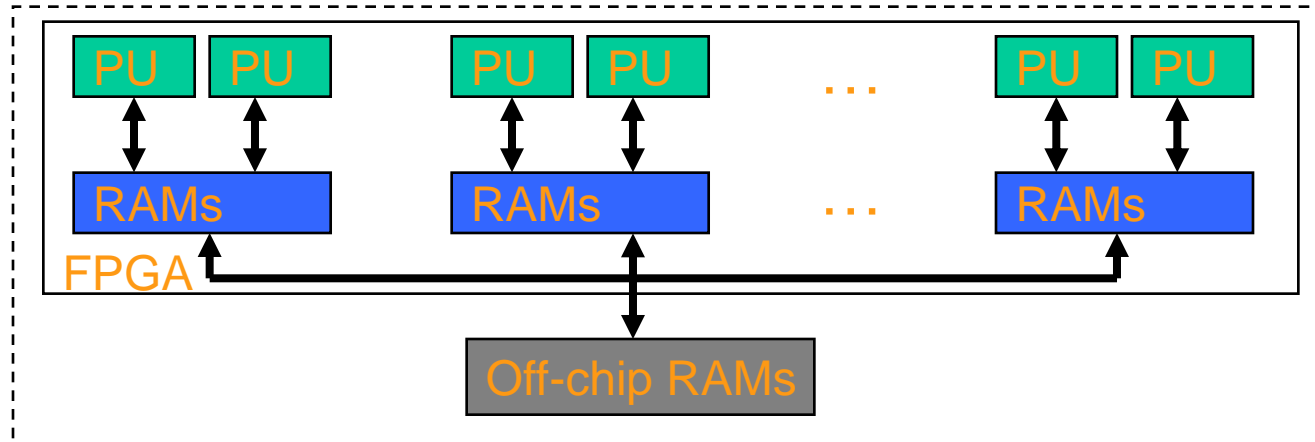 PU PU PU PU ... PU PU
RAMs RAMs ... RAMs
FPGA
Off-chip RAMs